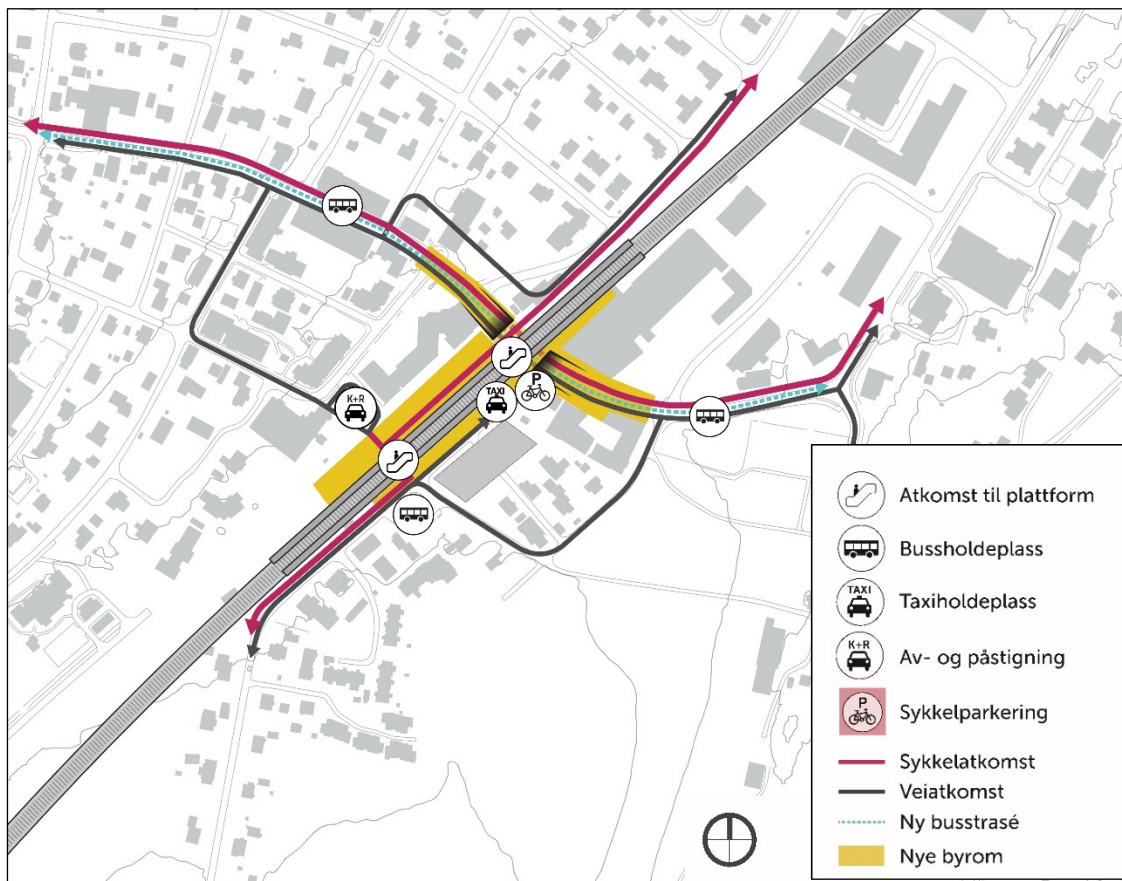 K+R
TAXI
P
Atkomst til plattform
Bussholdeplass
TAXI
Taxiholdeplass
K+R
Av- og påstigning
P
Sykkelparkering
Sykkelatkomst
Veiatkomst
Ny busstrasé
Nye byrom